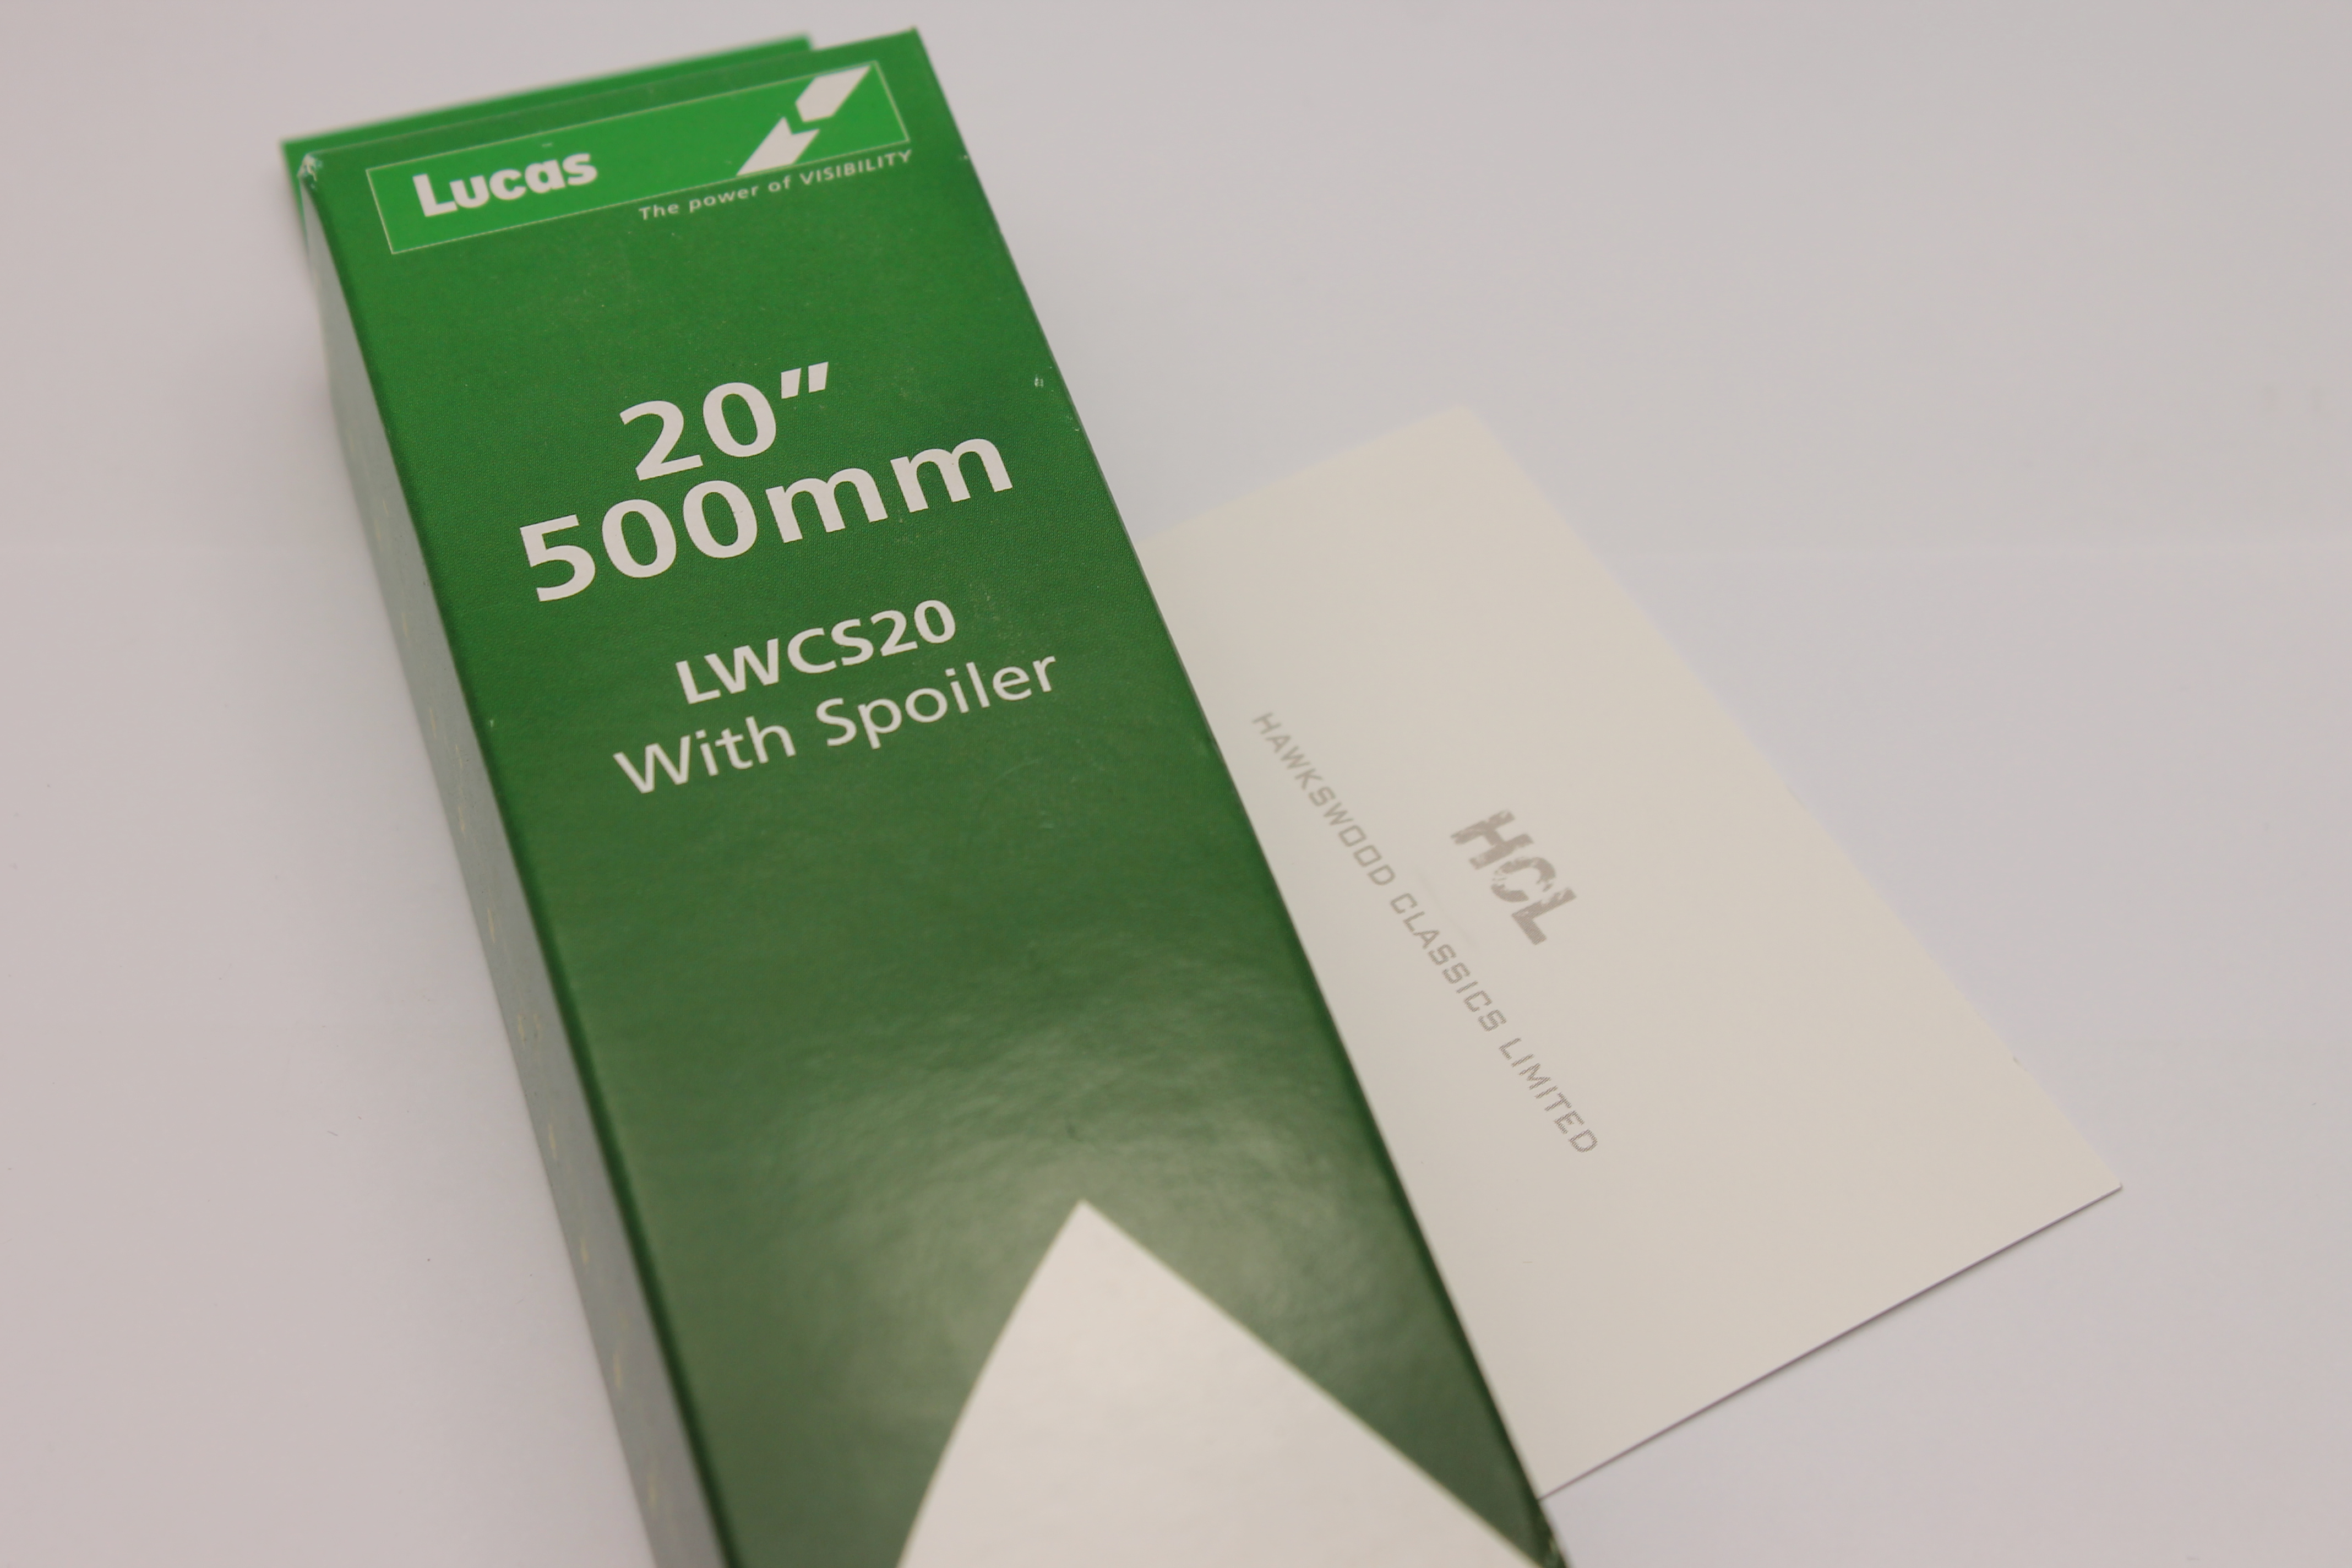 Lucas
The power of VISIBILITY
20”
500mm
LWCS20
With Spoiler
HCL
HAWKSWOOD CLASSICS LIMITED